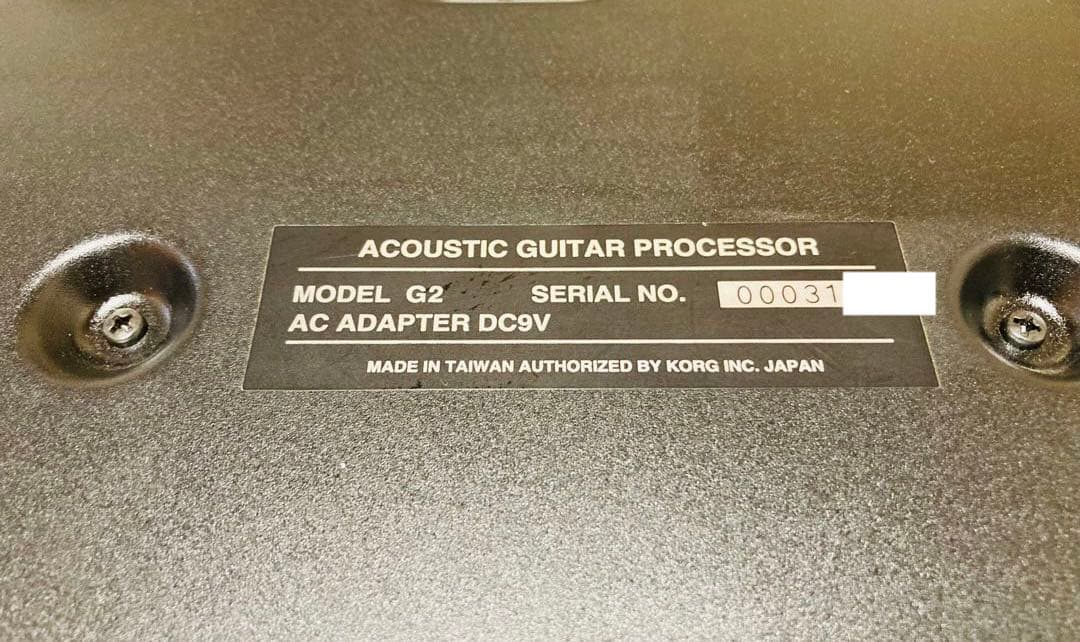 ACOUSTIC GUITAR PROCESSOR
MODEL G2 SERIAL NO. 00031
AC ADAPTER DC9V
MADE IN TAIWAN AUTHORIZED BY KORG INC. JAPAN